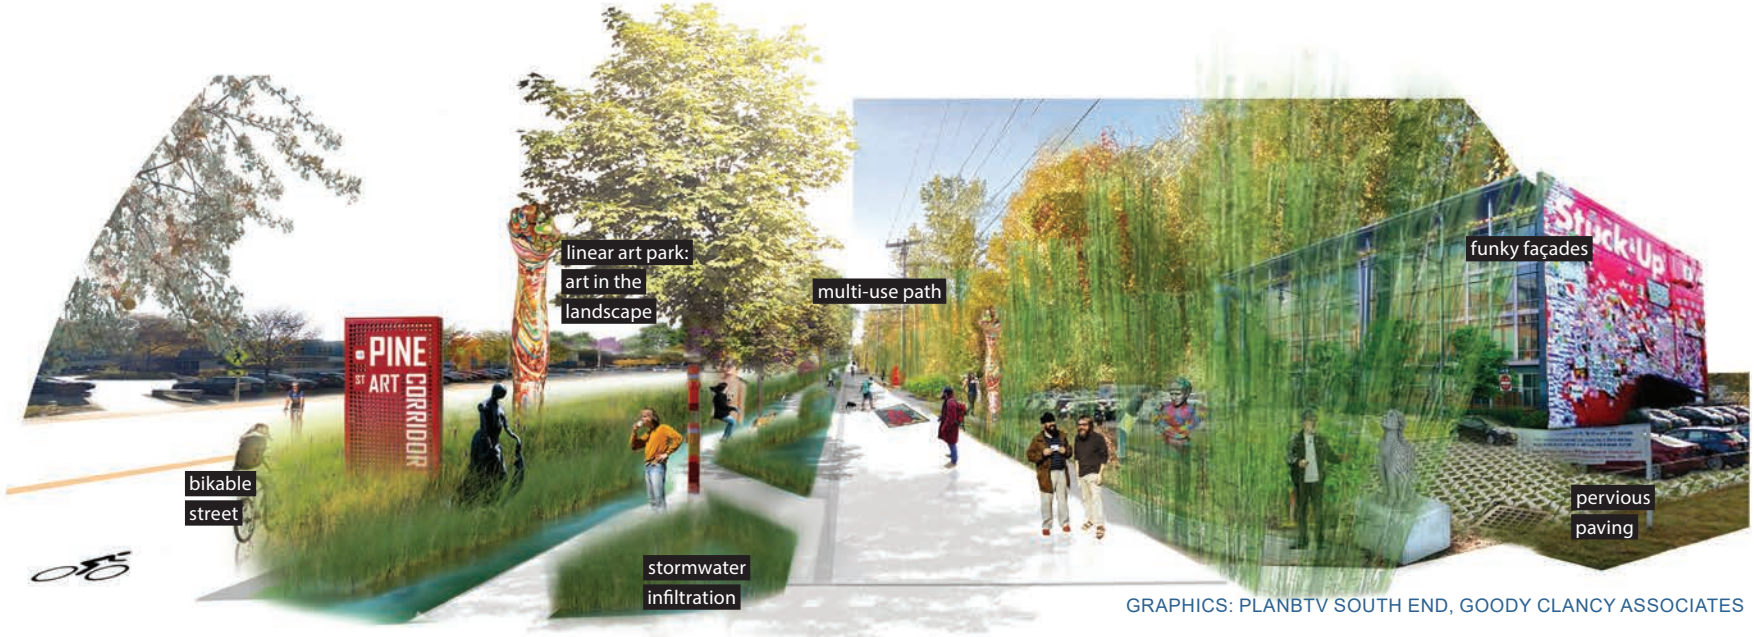 linear art park:
art in the
landscape
multi-use path
funky façades
Stuck Up
PINE
ST ART
CORRIDOR
bikable
street
pervious
paving
stormwater
infiltration
GRAPHICS: PLANBTV SOUTH END, GOODY CLANCY ASSOCIATES